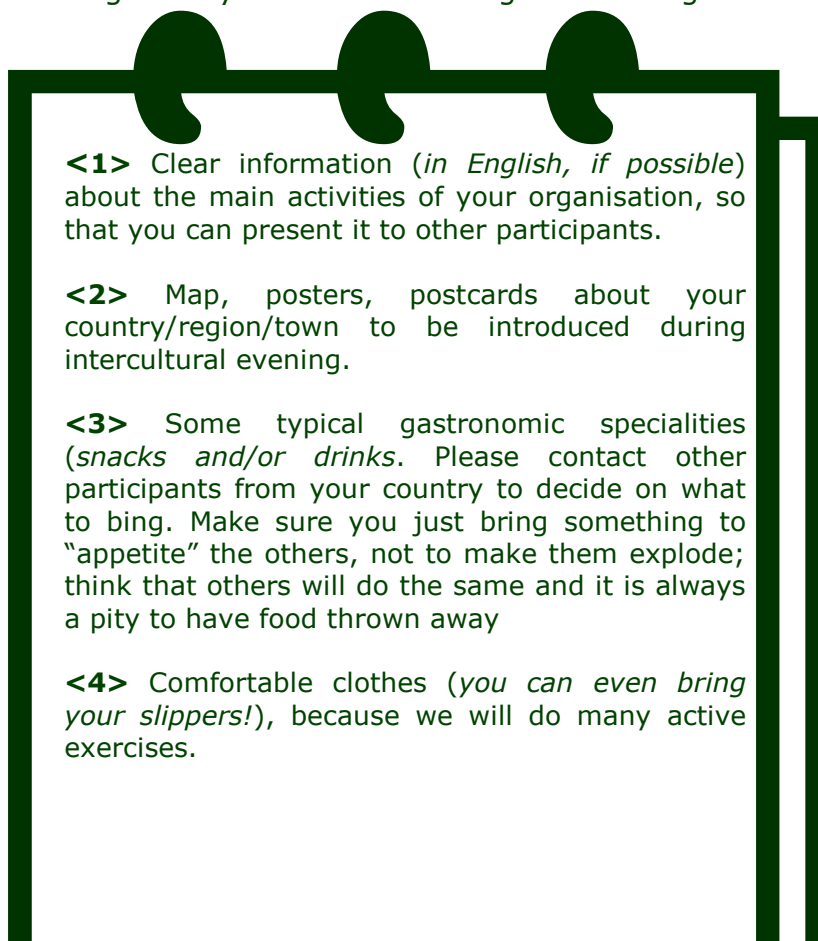 <1> Clear information (in English, if possible)
about the main activities of your organisation, so
that you can present it to other participants.
<2> Map, posters, postcards about your
country/region/town to be introduced during
intercultural evening.
<3> Some typical gastronomic specialities
(snacks and/or drinks. Please contact other
participants from your country to decide on what
to bing. Make sure you just bring something to
“appetite” the others, not to make them explode;
think that others will do the same and it is always
a pity to have food thrown away
<4> Comfortable clothes (you can even bring
your slippers!), because we will do many active
exercises.